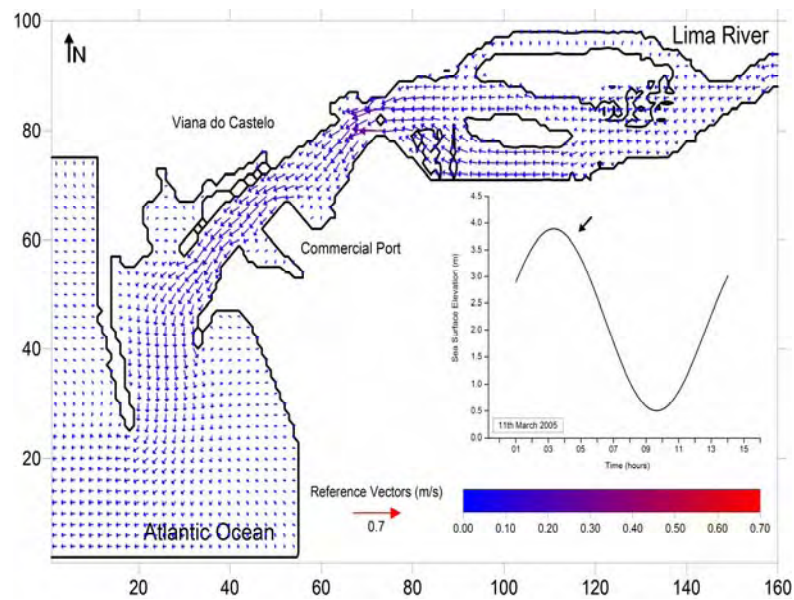 100
80
60
40
20
N
Lima River
Viana do Castelo
Commercial Port
Sea Surface Elevation (m)
4.5
4.0
3.5
3.0
2.5
2.0
1.5
1.0
0.5
0.0
11th March 2005
01 03 05 07 09 11 13 15
Time (hours)
Reference Vectors (m/s)
0.7
0.00 0.10 0.20 0.30 0.40 0.50 0.60 0.70
Atlantic Ocean
20 40 60 80 100 120 140 160